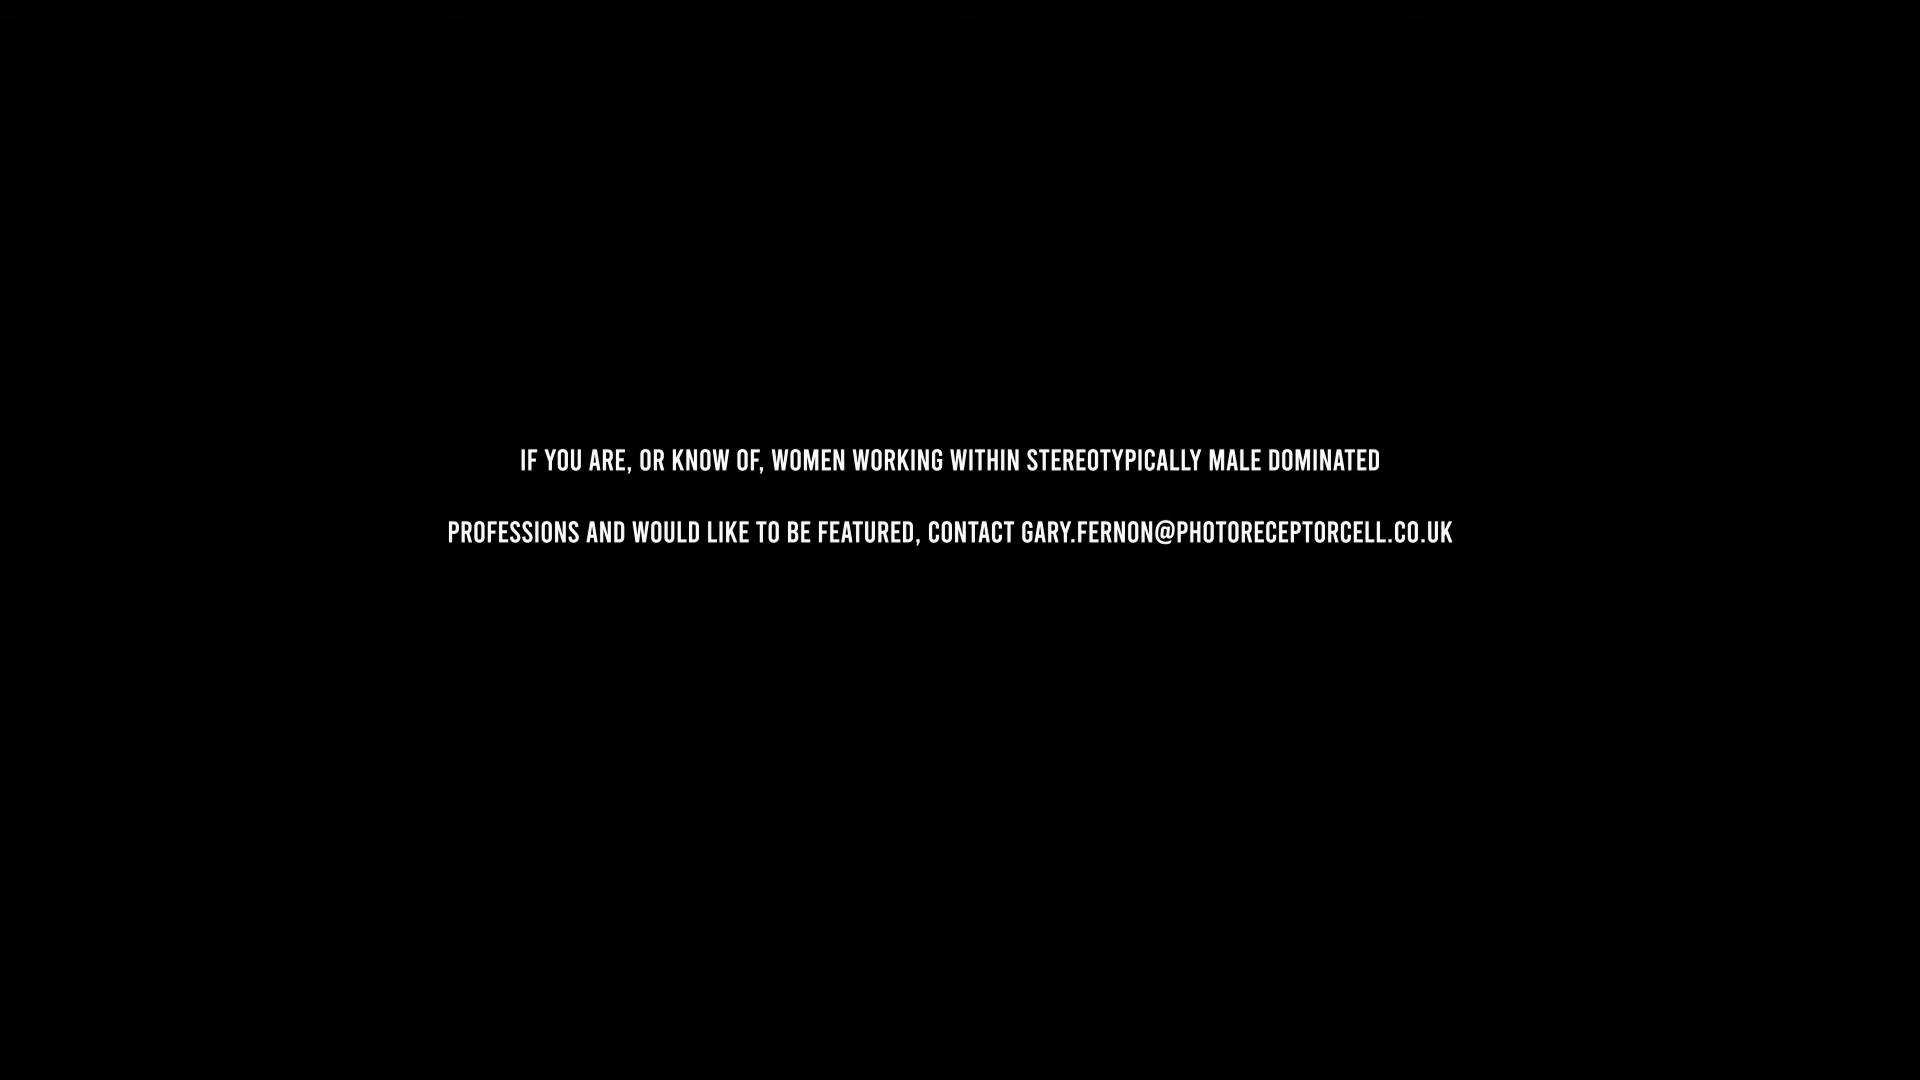 IF YOU ARE, OR KNOW OF, WOMEN WORKING WITHIN STEREOTYPICALLY MALE DOMINATED
PROFESSIONS AND WOULD LIKE TO BE FEATURED, CONTACT GARY.FERNON@PHOTORECEPTORCELL.CO.UK